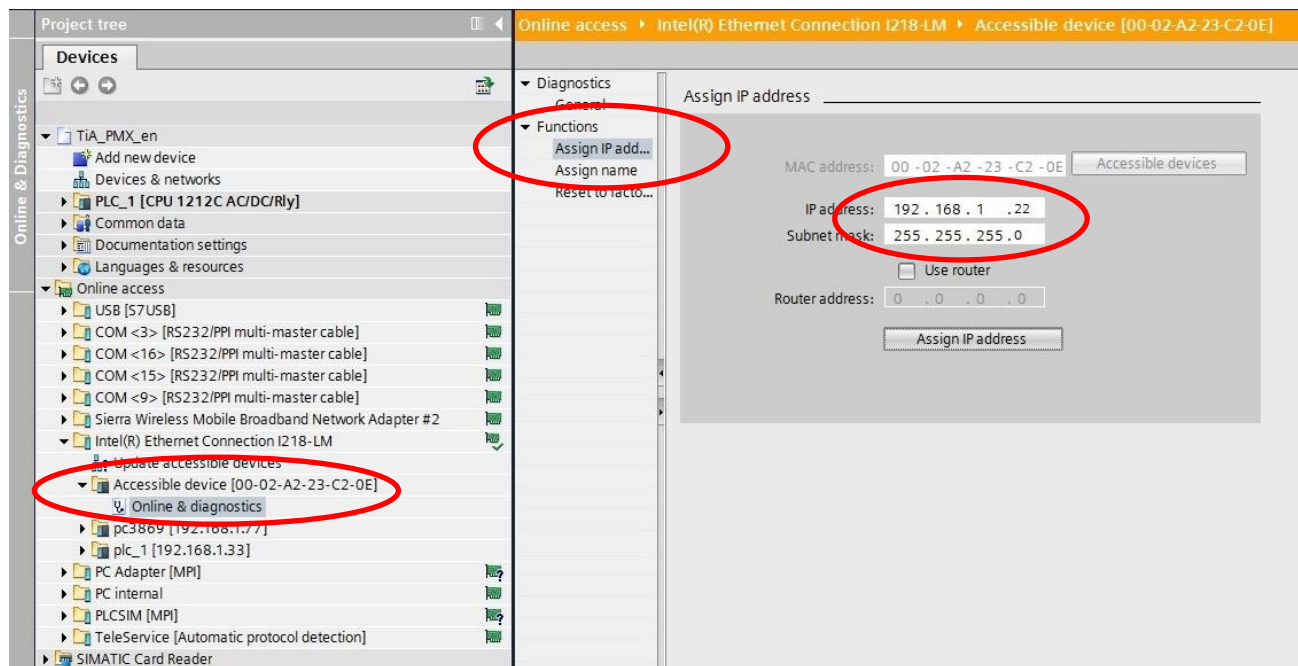 Project tree
Online access ▸ Intel(R) Ethernet Connection I218-LM ▸ Accessible device [00-02-A2-23-C2-0E]
Devices
Online & Diagnostics
TiA_PMX_en
Add new device
Devices & networks
PLC_1 [CPU 1212C AC/DC/Rly]
Common data
Documentation settings
Languages & resources
Online access
USB [S7USB]
COM <3> [RS232/PPI multi-master cable]
COM <16> [RS232/PPI multi-master cable]
COM <15> [RS232/PPI multi-master cable]
COM <9> [RS232/PPI multi-master cable]
Sierra Wireless Mobile Broadband Network Adapter #2
Intel(R) Ethernet Connection I218-LM
Update accessible devices
Accessible device [00-02-A2-23-C2-0E]
Online & diagnostics
pc3869 [192.168.1.77]
plc_1 [192.168.1.33]
PC Adapter [MPI]
PC internal
PLCSIM [MPI]
TeleService [Automatic protocol detection]
SIMATIC Card Reader
Diagnostics
General
Functions
Assign IP add...
Assign name
Reset to facto...
Assign IP address
MAC address: 00 -02 -A2 -23 -C2 -0E Accessible devices
IP address: 192 . 168 . 1 . 22
Subnet mask: 255 . 255 . 255 . 0
Use router
Router address: 0 . 0 . 0 . 0
Assign IP address